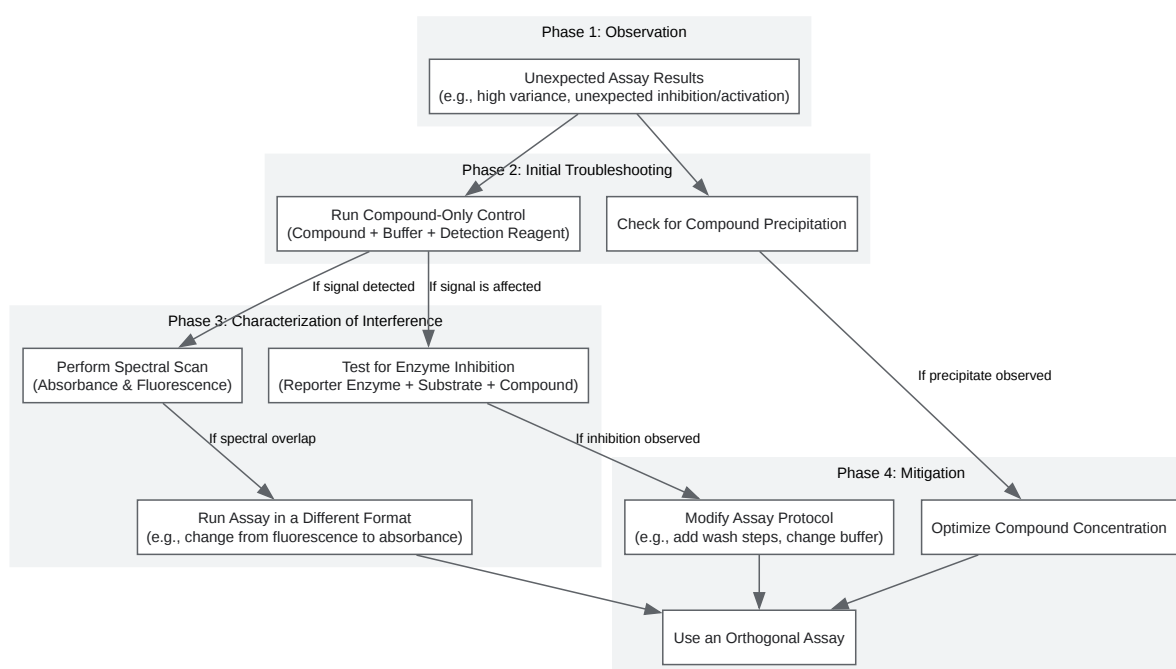 Phase 1: Observation
Unexpected Assay Results
(e.g., high variance, unexpected inhibition/activation)
Phase 2: Initial Troubleshooting
Run Compound-Only Control
(Compound + Buffer + Detection Reagent)
Check for Compound Precipitation
If signal detected
If signal is affected
Phase 3: Characterization of Interference
Perform Spectral Scan
(Absorbance & Fluorescence)
Test for Enzyme Inhibition
(Reporter Enzyme + Substrate + Compound)
If precipitate observed
If spectral overlap
If inhibition observed
Phase 4: Mitigation
Run Assay in a Different Format
(e.g., change from fluorescence to absorbance)
Modify Assay Protocol
(e.g., add wash steps, change buffer)
Optimize Compound Concentration
Use an Orthogonal Assay